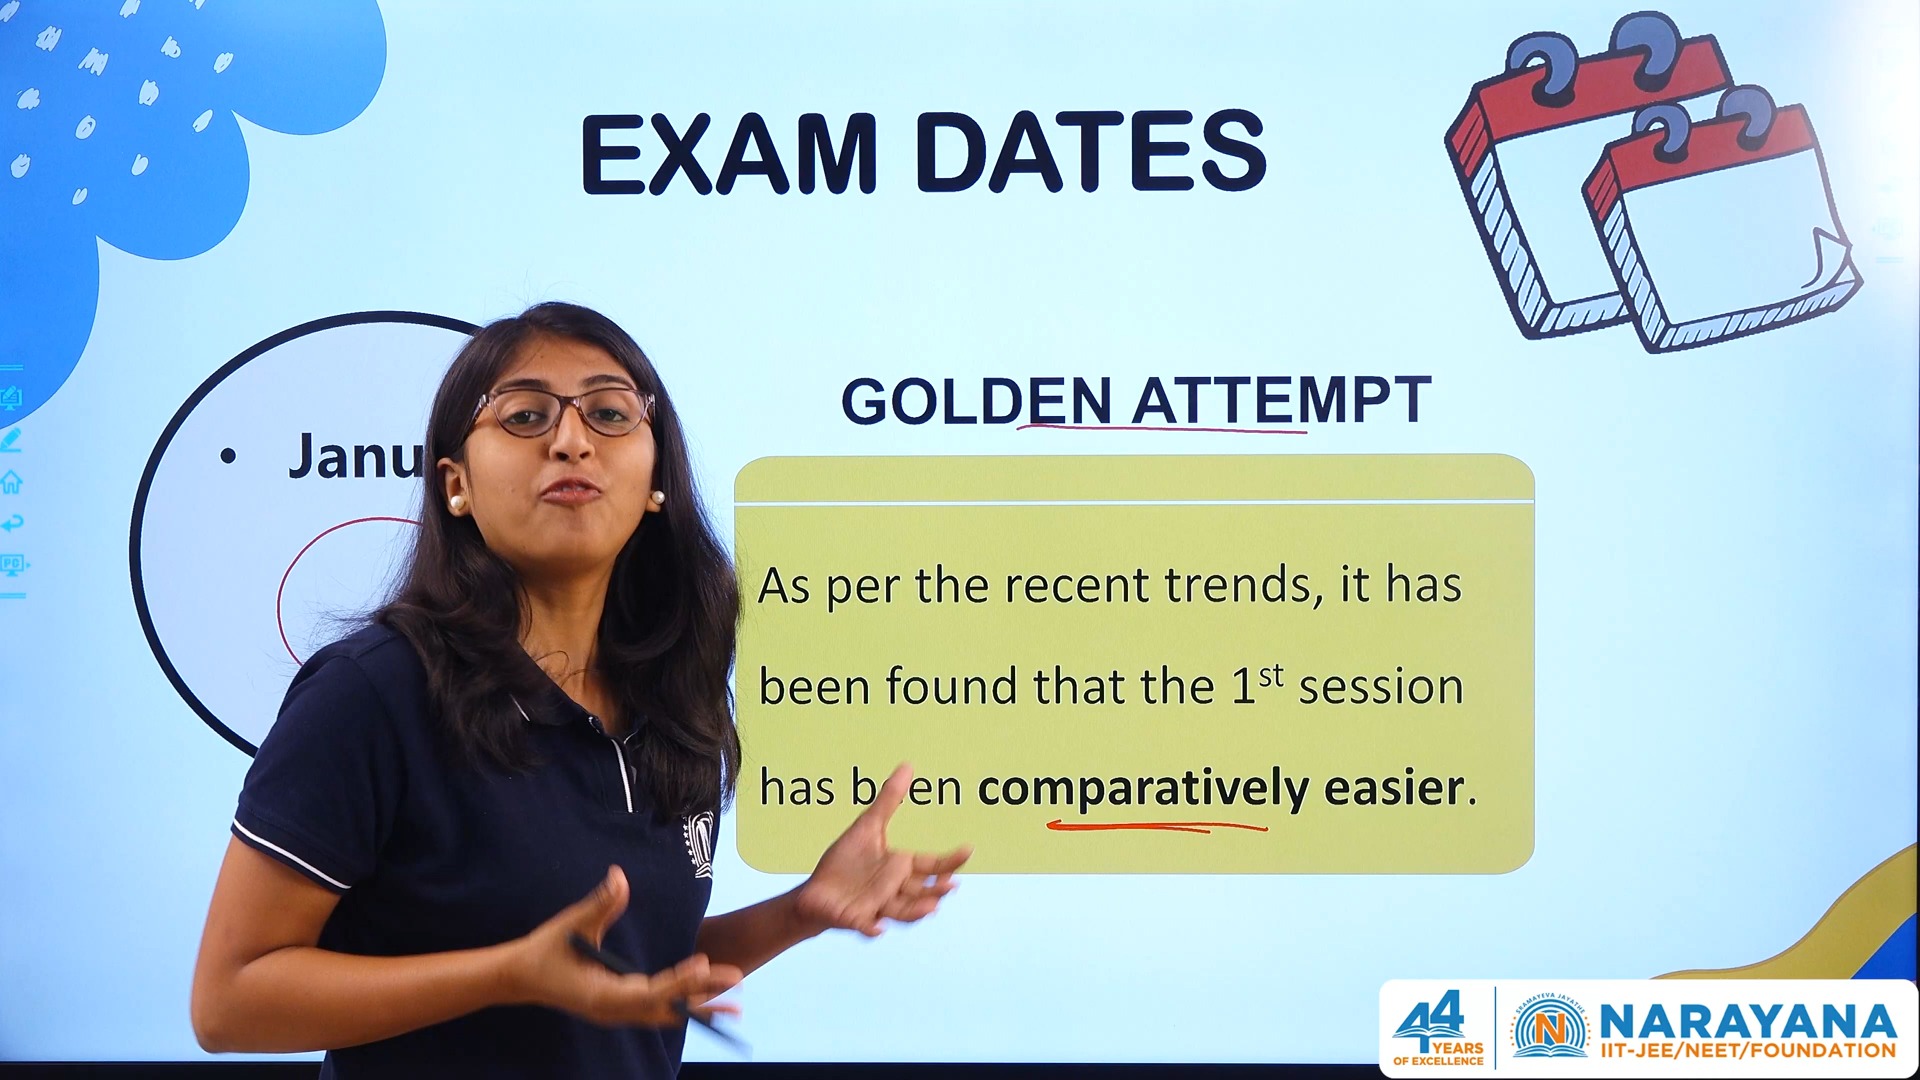 EXAM DATES
• Janu
GOLDEN ATTEMPT
As per the recent trends, it has
been found that the 1st session
has been comparatively easier.
44
YEARS
OF EXCELLENCE
N
NARAYANA
IIT-JEE/NEET/FOUNDATION